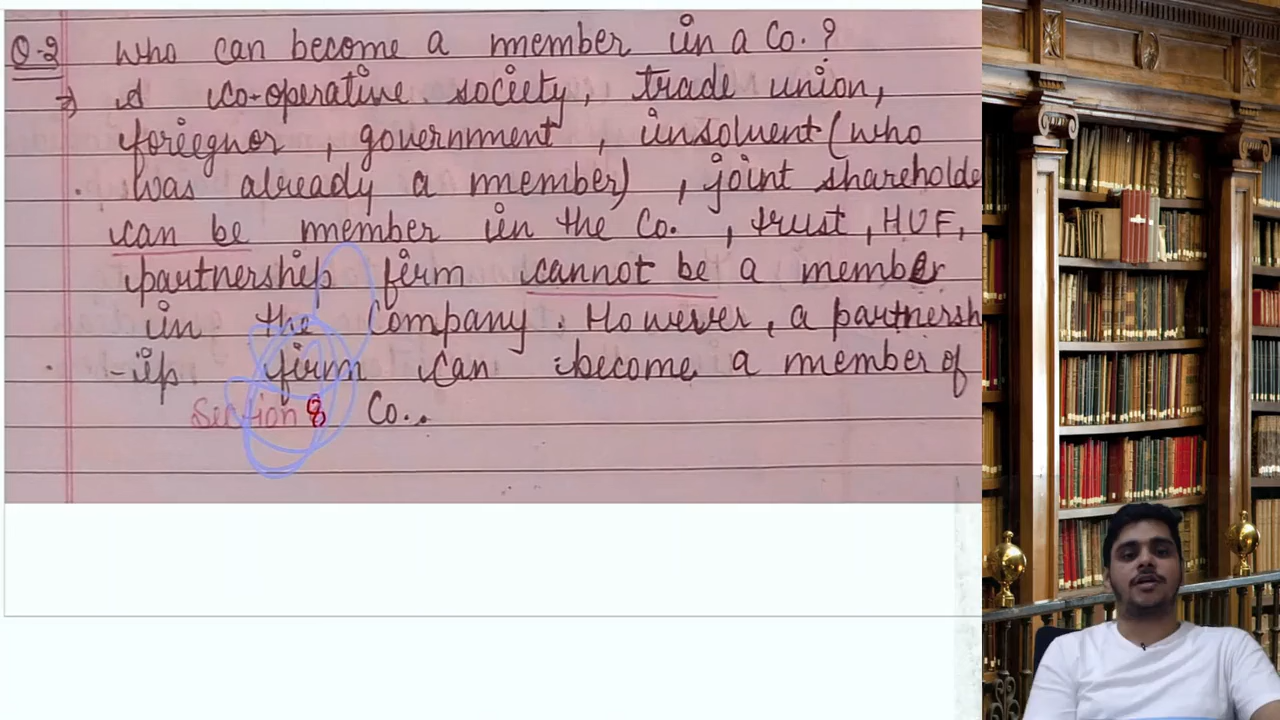 Q-2 Who can become a member in a Co.?
⇒ A co-operative society, trade union,
foreigner, government, insolvent (who
was already a member), joint shareholde
can be member in the Co., trust, HUF,
partnership firm cannot be a member
in the Company. However, a partnersh
-ip firm can become a member of
Section 8 Co..